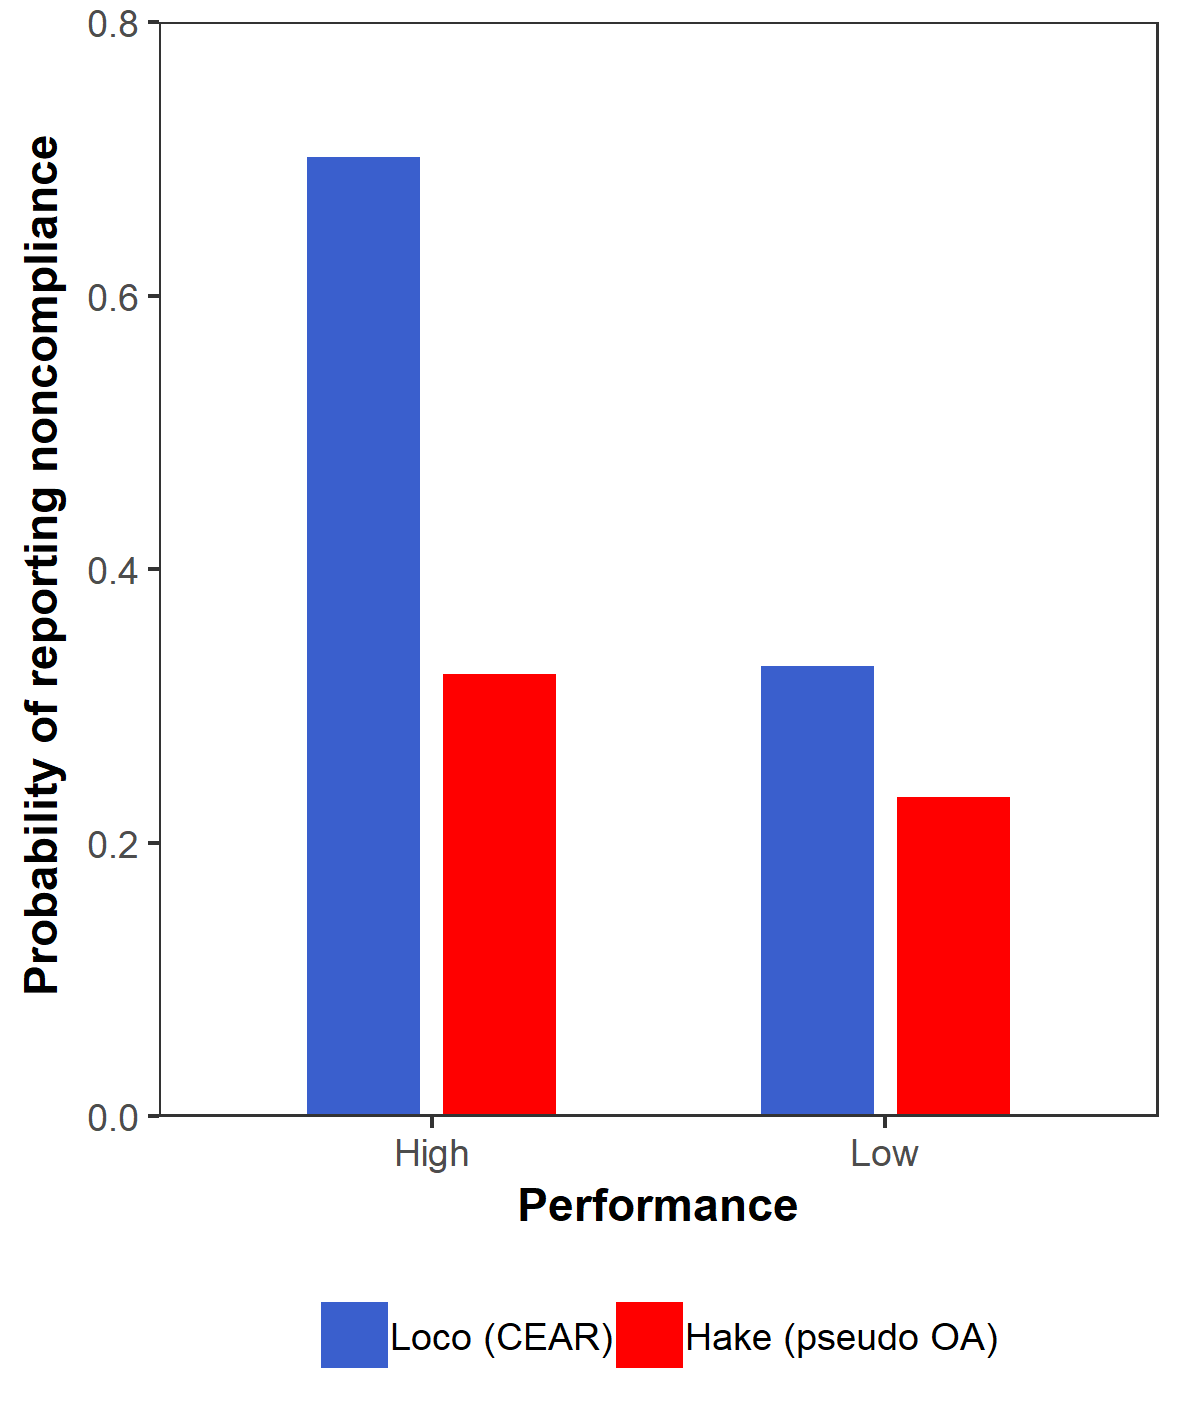 Probability of reporting noncompliance
0.8
0.6
0.4
0.2
0.0
High Low
Performance
Loco (CEAR) Hake (pseudo OA)